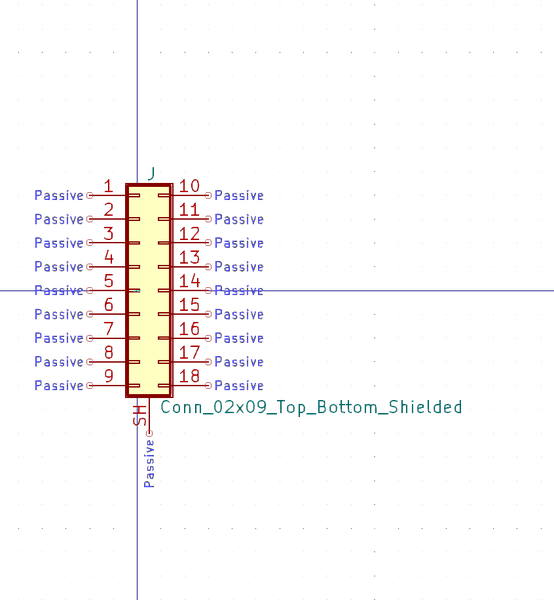 J
Passive 1 10 Passive
Passive 2 11 Passive
Passive 3 12 Passive
Passive 4 13 Passive
Passive 5 14 Passive
Passive 6 15 Passive
Passive 7 16 Passive
Passive 8 17 Passive
Passive 9 18 Passive
SH Conn_02x09_Top_Bottom_Shielded
Passive